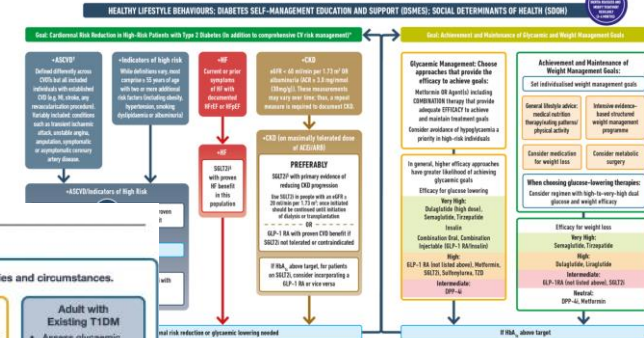 HEALTHY LIFESTYLE BEHAVIOURS; DIABETES SELF-MANAGEMENT EDUCATION AND SUPPORT (DSMES); SOCIAL DETERMINANTS OF HEALTH (SDOH)
Goal: Cardiorenal Risk Reduction in High-Risk Patients with Type 2 Diabetes (in addition to comprehensive CV risk management)*
Goal: Achievement and Maintenance of Glycaemic and Weight Management Goals
+ASCVD†
Defined differently across
CVOTs but all included
individuals with established
CVD (e.g. MI, stroke, any
revascularisation procedure).
Variably included: conditions
such as transient ischaemic
attack, unstable angina,
amputation, symptomatic
or asymptomatic coronary
artery disease.
+Indicators of high risk
While definitions vary, most
comprise ≥ 55 years of age
with two or more additional
risk factors (including obesity,
hypertension, smoking
dyslipidaemia or albuminuria)
+HF
Current or prior
symptoms
of HF with
documented
HFrEF or HFpEF
+CKD
eGFR < 60 ml/min per 1.73 m² OR
albuminuria (ACR ≥ 3.0 mg/mmol
[30mg/g]). These measurements
may vary over time; thus, a repeat
measure is required to document CKD.
+ASCVD/Indicators of High Risk
+HF
SGLT2i
with proven
HF benefit
in this
population
+CKD (on maximally tolerated dose
of ACEi/ARB)
PREFERABLY
SGLT2i with primary evidence of
reducing CKD progression
Use SGLT2i in people with an eGFR ≥
20 ml/min per 1.73 m²; once initiated
should be continued until initiation
of dialysis or transplantation
OR
GLP-1 RA with proven CVD benefit if
SGLT2i not tolerated or contraindicated
If HbA1c above target, for patients
on SGLT2i, consider incorporating a
GLP-1 RA or vice-versa
Glycaemic Management: Choose
approaches that provide the
efficacy to achieve goals:
Metformin OR Agent(s) including
COMBINATION therapy that provide
adequate EFFICACY to achieve
and maintain treatment goals
Consider avoidance of hypoglycaemia a
priority in high-risk individuals
In general, higher efficacy approaches
have greater likelihood of achieving
glycaemic goals
Efficacy for glucose lowering
Very High:
Dulaglutide (high dose),
Semaglutide, Tirzepatide
Insulin
Combination Oral, Combination
Injectable (GLP-1 RA/Insulin)
High:
GLP-1 RA (not listed above), Metformin,
SGLT2i, Sulfonylurea, TZD
Intermediate:
DPP-4i
Achievement and Maintenance of
Weight Management Goals:
Set individualised weight management goals
General lifestyle advice:
medical nutrition
therapy/eating patterns/
physical activity
Intensive evidence-
based structured
weight management
programme
Consider medication
for weight loss
Consider metabolic
surgery
When choosing glucose-lowering therapies:
Consider regimen with high-to-very-high dual
glucose and weight efficacy
Efficacy for weight loss
Very High:
Semaglutide, Tirzepatide
High:
Dulaglutide, Liraglutide
Intermediate:
GLP-1RA (not listed above), SGLT2i
Neutral:
DPP-4i, Metformin
ies and circumstances.
Adult with
Existing T1DM
nal risk reduction or glycaemic lowering needed
If HbA1c above target